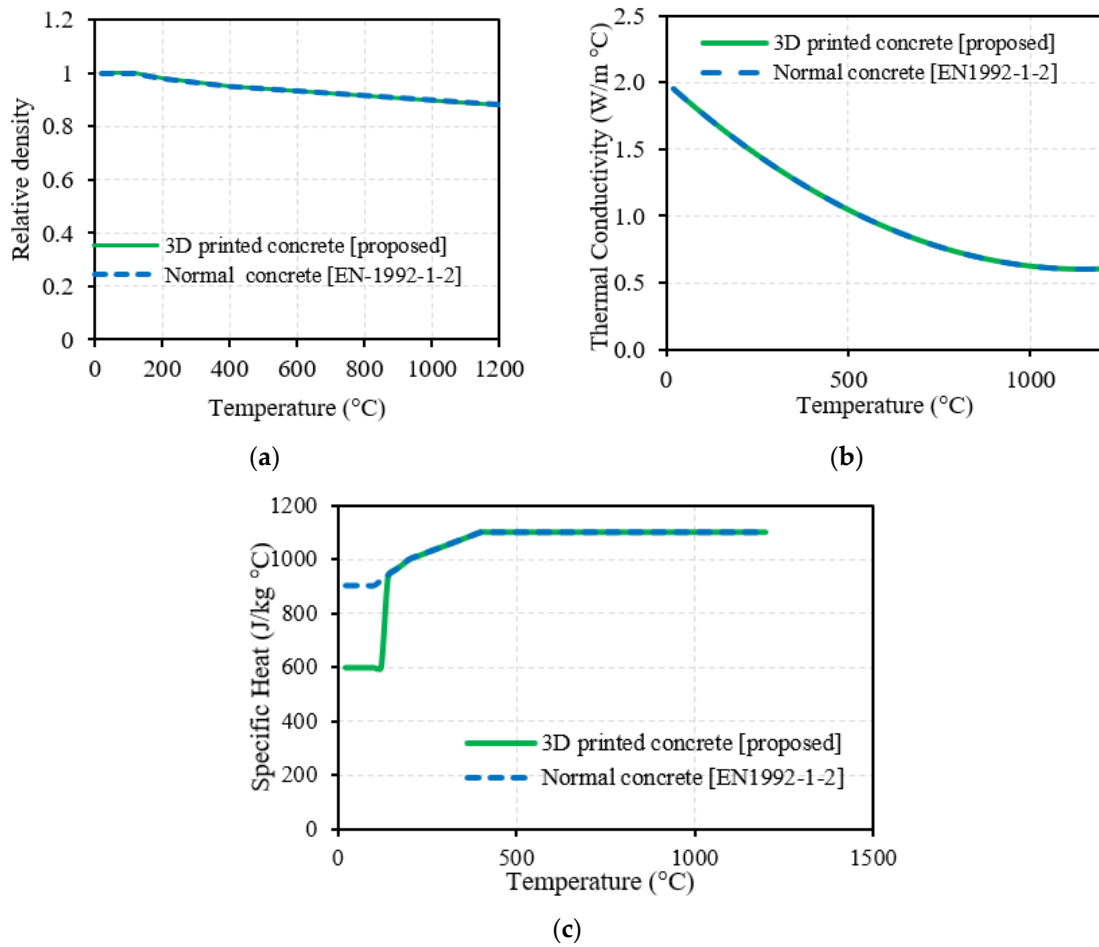 1.2
1
0.8
0.6
0.4
0.2
0
Relative density
3D printed concrete [proposed]
Normal concrete [EN-1992-1-2]
0 200 400 600 800 1000 1200
Temperature (°C)
(a)
2.5
2.0
1.5
1.0
0.5
0.0
Thermal Conductivity (W/m °C)
3D printed concrete [proposed]
Normal concrete [EN1992-1-2]
0 500 1000
Temperature (°C)
(b)
1200
1000
800
600
400
200
0
Specific Heat (J/kg °C)
3D printed concrete [proposed]
Normal concrete [EN1992-1-2]
0 500 1000 1500
Temperature (°C)
(c)